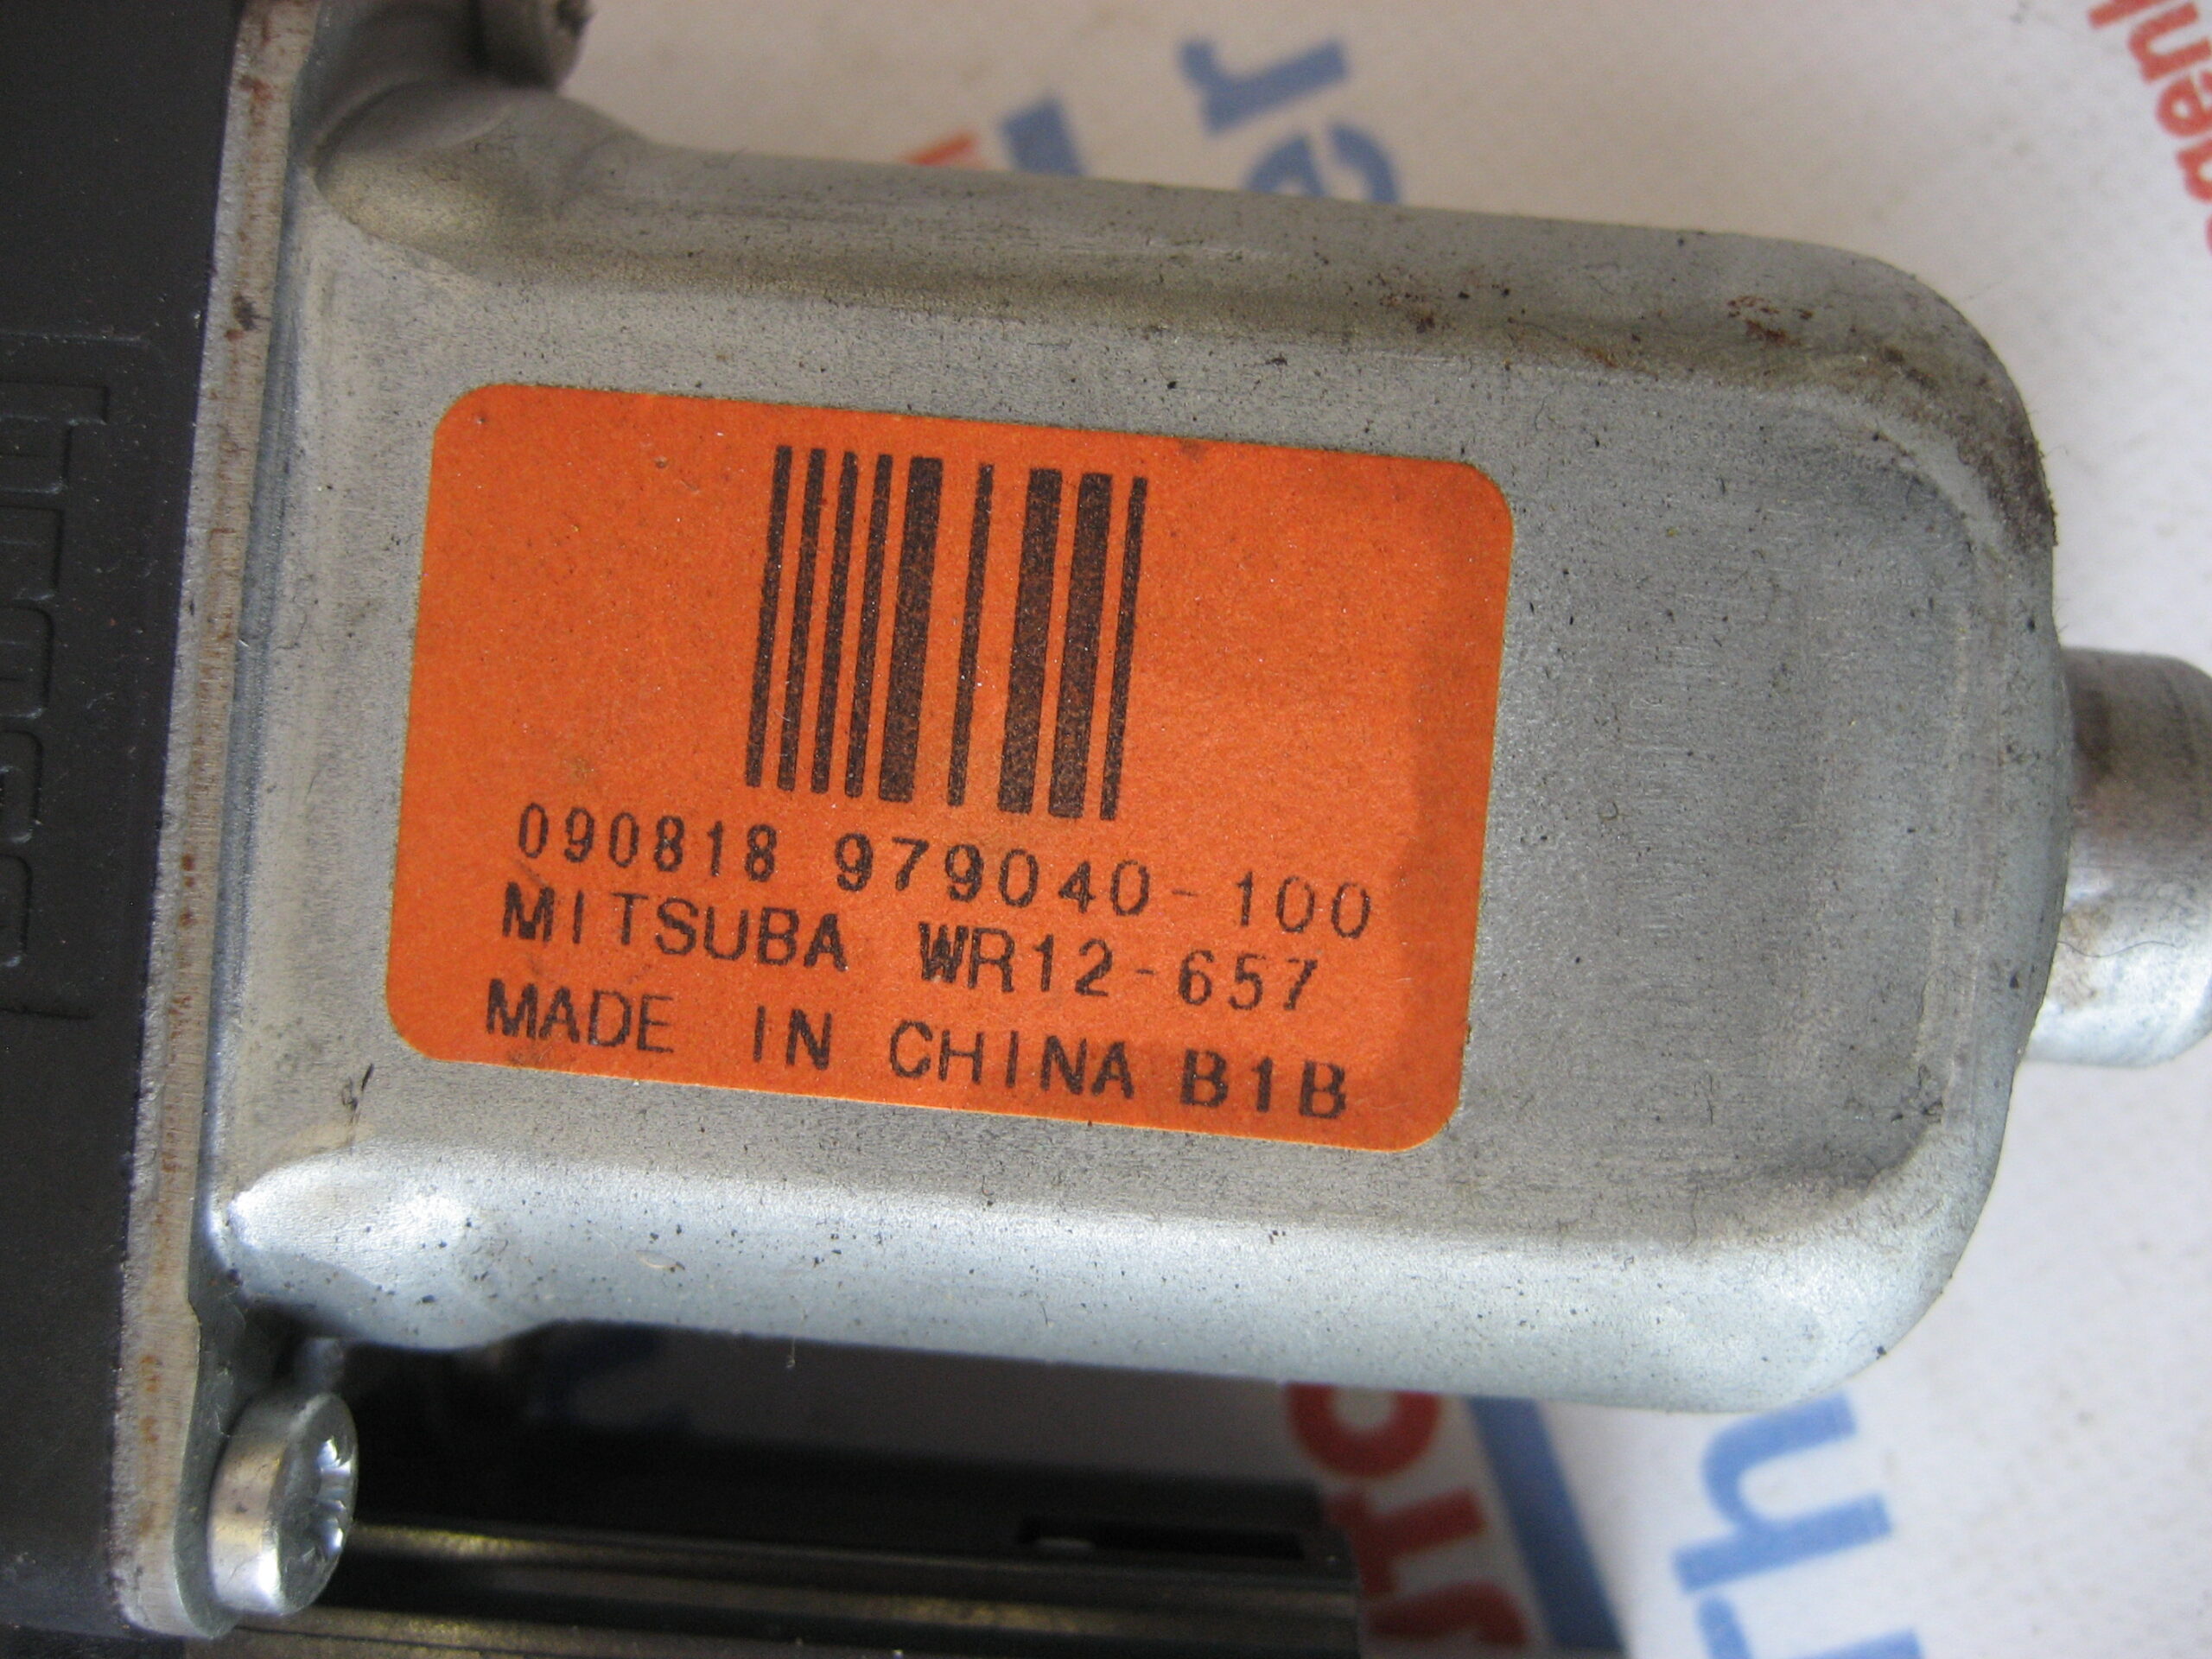 090818 979040-100
MITSUBA WR12-657
MADE IN CHINA B1B